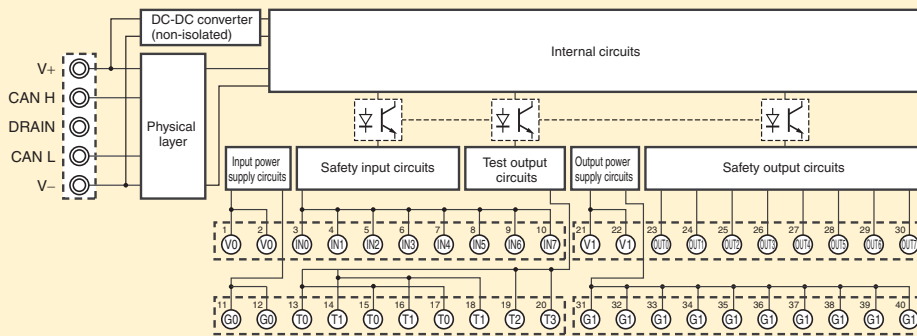 DC-DC converter
(non-isolated)
Internal circuits
V+
CAN H
DRAIN
CAN L
V–
Physical
layer
Input power
supply circuits
Safety input circuits
Test output
circuits
Output power
supply circuits
Safety output circuits
1 2 3 4 5 6 7 8 9 10 21 22 23 24 25 26 27 28 29 30
V0 V0 IN0 IN1 IN2 IN3 IN4 IN5 IN6 IN7 V1 V1 OUT0 OUT1 OUT2 OUT3 OUT4 OUT5 OUT6 OUT7
11 12 13 14 15 16 17 18 19 20 31 32 33 34 35 36 37 38 39 40
G0 G0 T0 T1 T0 T1 T0 T1 T2 T3 G1 G1 G1 G1 G1 G1 G1 G1 G1 G1